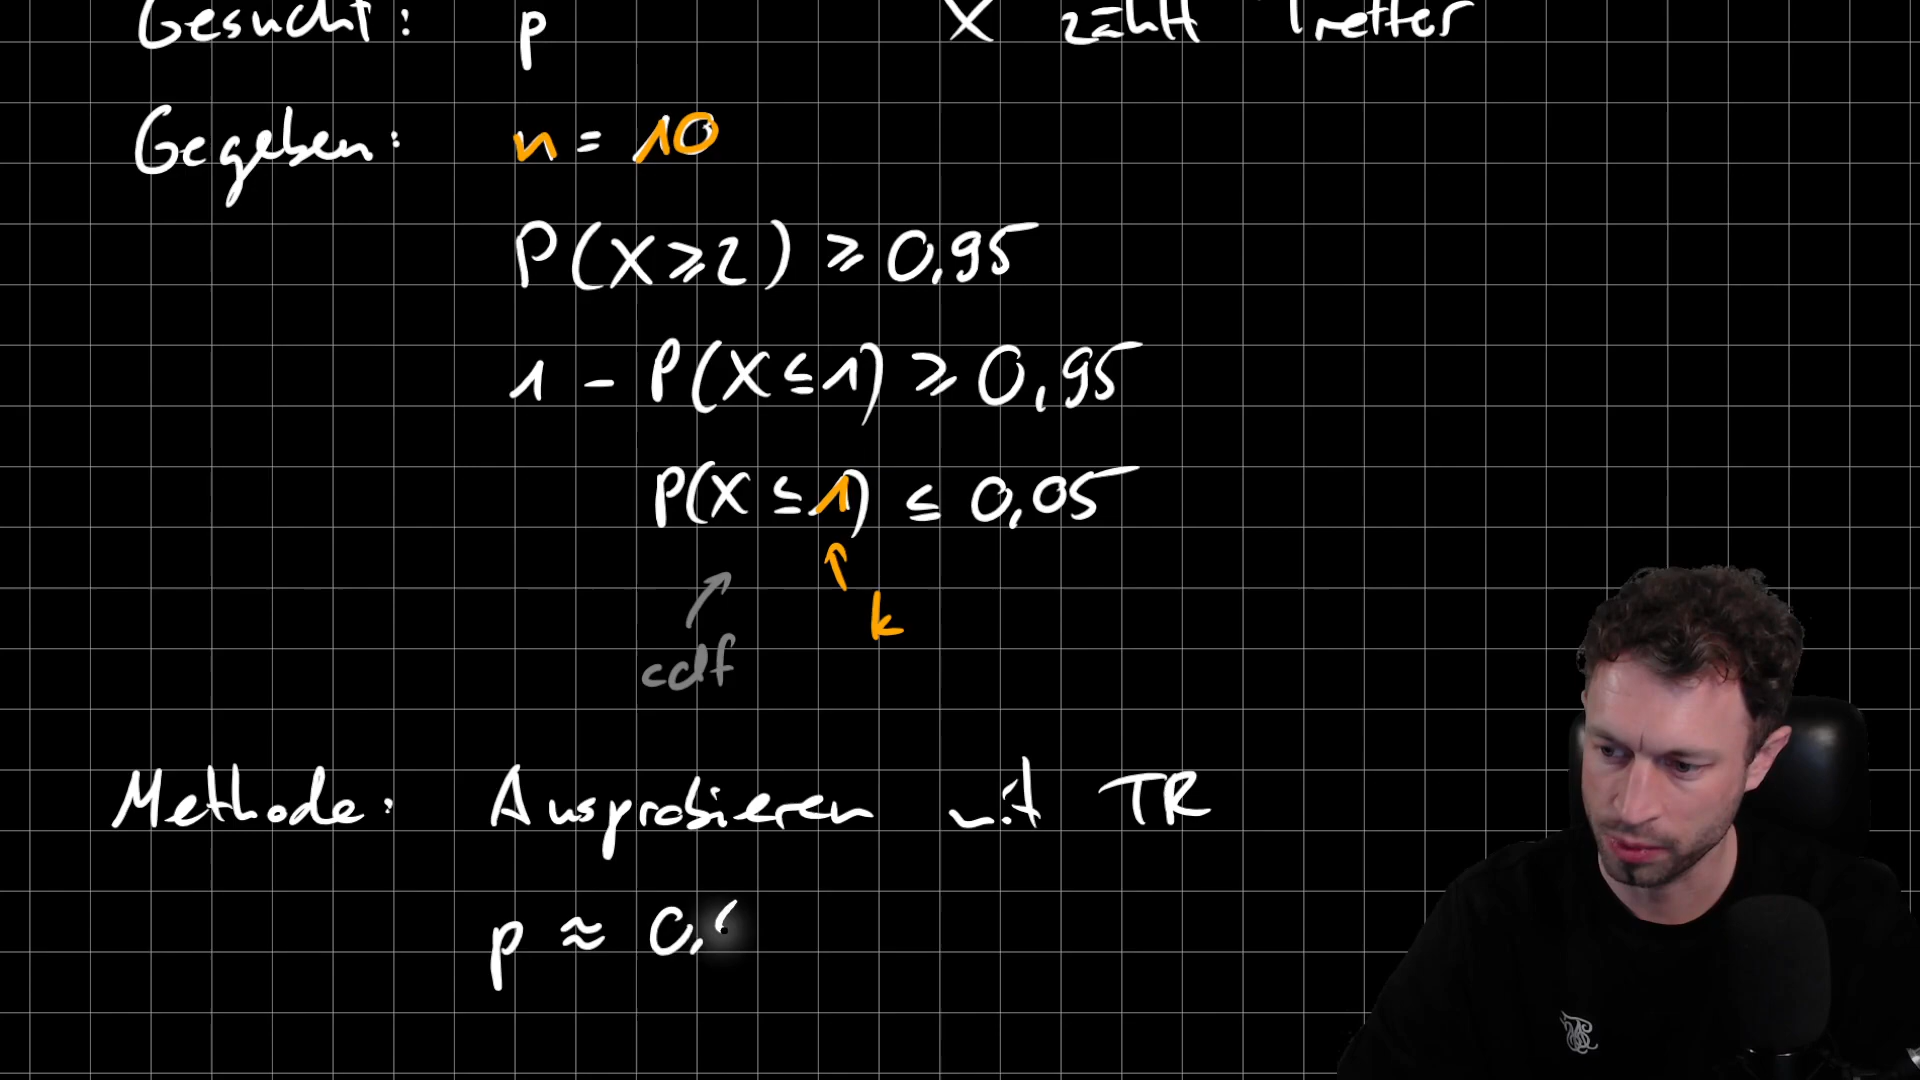 Gesucht: p X zählt Treffer
Gegeben: n = 10
P(X ≥ 2) ≥ 0,95
1 - P(X ≤ 1) ≥ 0,95
P(X ≤ 1) ≤ 0,05
k
cdf
Methode: Ausprobieren mit TR
p ≈ 0,